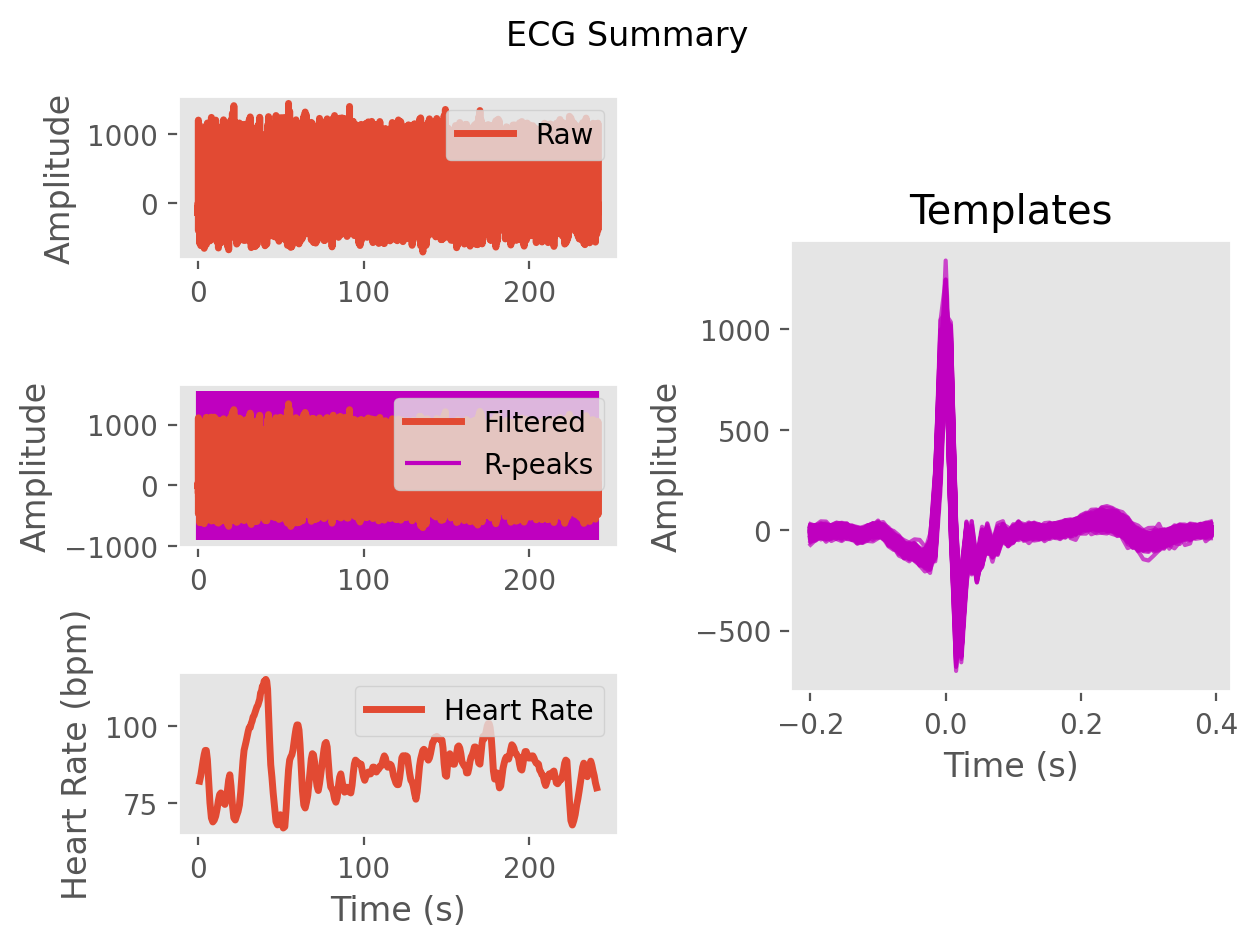 ECG Summary
Amplitude
1000
0
Raw
0 100 200
Amplitude
1000
0
−1000
Filtered
R-peaks
0 100 200
Heart Rate (bpm)
100
75
Heart Rate
0 100 200
Time (s)
Templates
Amplitude
1000
500
0
−500
−0.2 0.0 0.2 0.4
Time (s)